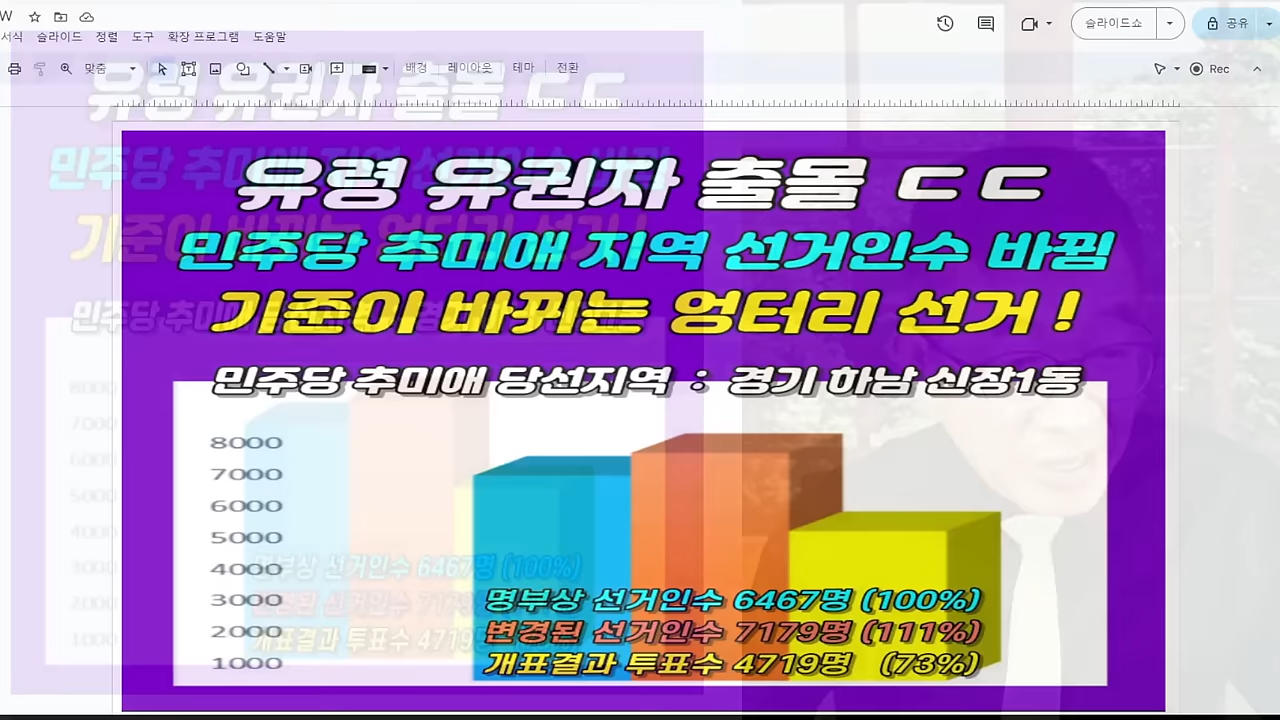 W
슬라이드쇼
공유
서식 슬라이드 정렬 도구 확장 프로그램 도움말
맞춤
배경 레이아웃 테마 전환
Rec
유령 유권자 출몰 ㄷㄷ
민주당 추미애 지역 선거인수 바뀜
기준이 바뀌는 엉터리 선거 !
민주당 추미애 당선지역 : 경기 하남 신장1동
8000
7000
6000
5000
4000
3000
2000
1000
명부상 선거인수 6467명 (100%)
변경된 선거인수 7179명 (111%)
개표결과 투표수 4719명 (73%)